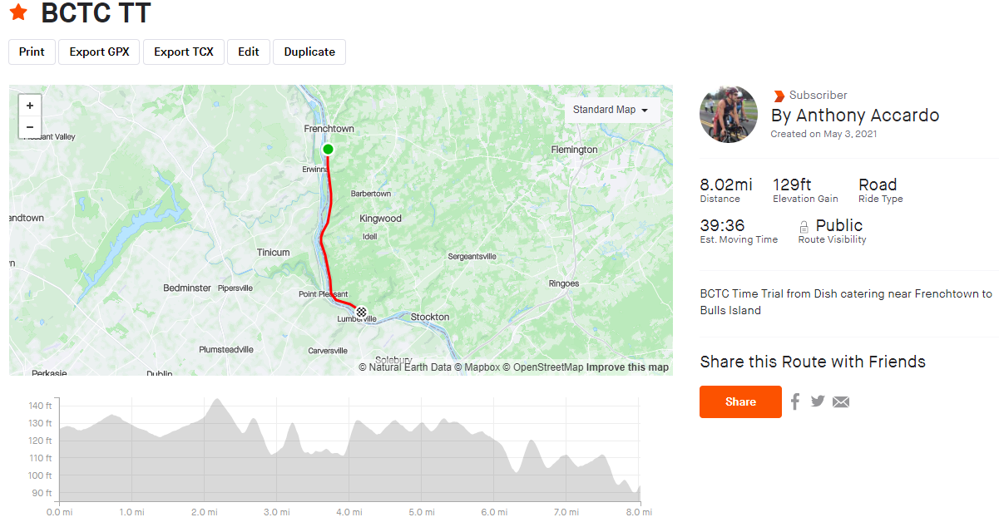 BCTC TT
Print
Export GPX
Export TCX
Edit
Duplicate
+
−
Standard Map
Pleasant Valley
Frenchtown
Flemington
Erwinna
Barbertown
Kingwood
Idell
Tinicum
Sergeantsville
Ringoes
Bedminster
Pipersville
Point Pleasant
Lumberville
Stockton
Plumsteadville
Carversville
Solebury
Perkasie
Dublin
© Natural Earth Data © Mapbox © OpenStreetMap Improve this map
Subscriber
By Anthony Accardo
Created on May 3, 2021
8.02mi
129ft
Road
Distance
Elevation Gain
Ride Type
39:36
Public
Est. Moving Time
Route Visibility
BCTC Time Trial from Dish catering near Frenchtown to
Bulls Island
Share this Route with Friends
Share
140 ft
130 ft
120 ft
110 ft
100 ft
90 ft
0.0 mi
1.0 mi
2.0 mi
3.0 mi
4.0 mi
5.0 mi
6.0 mi
7.0 mi
8.0 mi